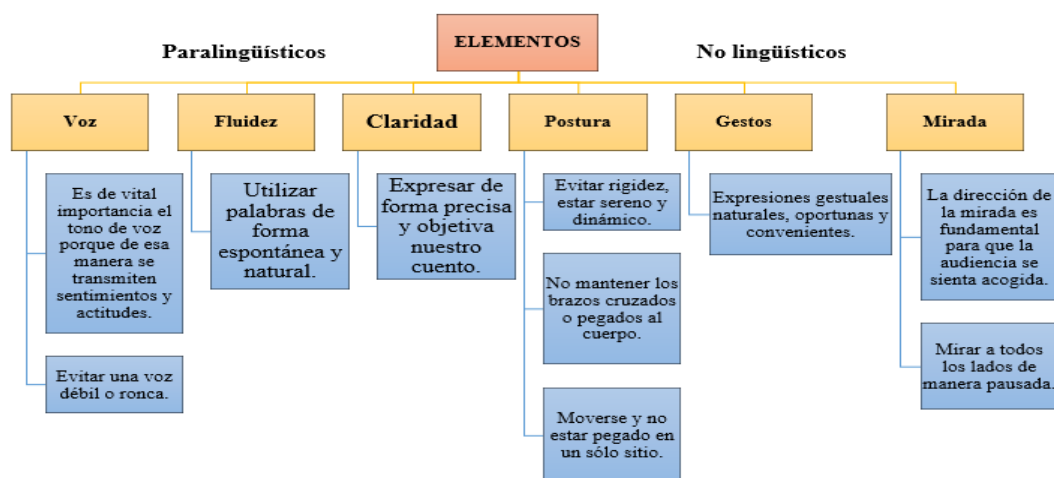 ELEMENTOS
Paralingüísticos
No lingüísticos
Voz
Fluidez
Claridad
Postura
Gestos
Mirada
Es de vital
importancia el
tono de voz
porque de esa
manera se
transmiten
sentimientos y
actitudes.
Evitar una voz
débil o ronca.
Utilizar
palabras de
forma
espontánea y
natural.
Expresar de
forma precisa
y objetiva
nuestro
cuento.
Evitar rigidez,
estar sereno y
dinámico.
No mantener los
brazos cruzados
o pegados al
cuerpo.
Moverse y no
estar pegado en
un sólo sitio.
Expresiones gestuales
naturales, oportunas y
convenientes.
La dirección de
la mirada es
fundamental
para que la
audiencia se
sienta acogida.
Mirar a todos
los lados de
manera pausada.